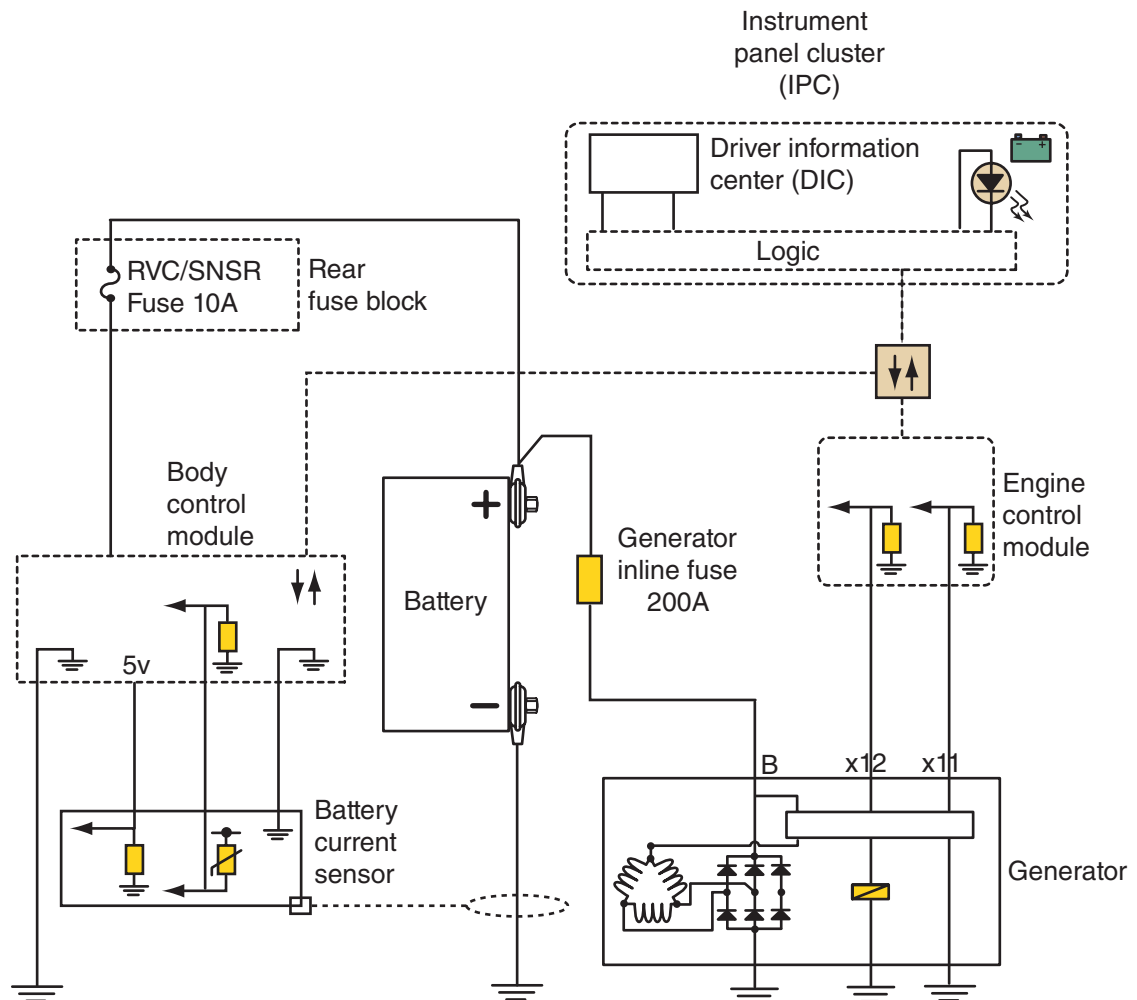 Instrument
panel cluster
(IPC)
Driver information
center (DIC)
Logic
RVC/SNSR
Fuse 10A
Rear
fuse block
Body
control
module
5v
Battery
+
−
Generator
inline fuse
200A
Engine
control
module
Battery
current
sensor
B
x12
x11
Generator